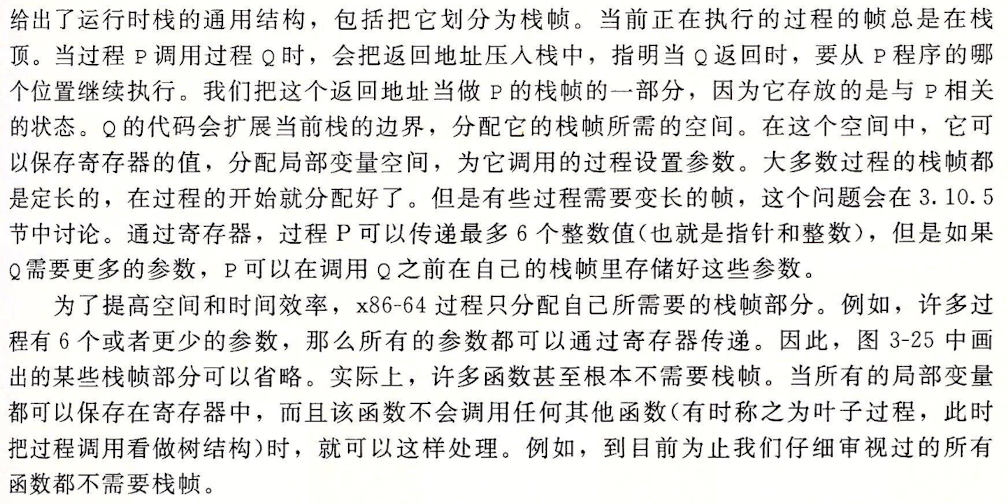 给出了运行时栈的通用结构，包括把它划分为栈帧。当前正在执行的过程的帧总是在栈
顶。当过程 P 调用过程 Q 时，会把返回地址压入栈中，指明当 Q 返回时，要从 P 程序的哪
个位置继续执行。我们把这个返回地址当做 P 的栈帧的一部分，因为它存放的是与 P 相关
的状态。Q 的代码会扩展当前栈的边界，分配它的栈帧所需的空间。在这个空间中，它可
以保存寄存器的值，分配局部变量空间，为它调用的过程设置参数。大多数过程的栈帧都
是定长的，在过程的开始就分配好了。但是有些过程需要变长的帧，这个问题会在 3.10.5
节中讨论。通过寄存器，过程 P 可以传递最多 6 个整数值(也就是指针和整数)，但是如果
Q 需要更多的参数，P 可以在调用 Q 之前在自己的栈帧里存储好这些参数。
为了提高空间和时间效率，x86-64 过程只分配自己所需要的栈帧部分。例如，许多过
程有 6 个或者更少的参数，那么所有的参数都可以通过寄存器传递。因此，图 3-25 中画
出的某些栈帧部分可以省略。实际上，许多函数甚至根本不需要栈帧。当所有的局部变量
都可以保存在寄存器中，而且该函数不会调用任何其他函数(有时称之为叶子过程，此时
把过程调用看做树结构)时，就可以这样处理。例如，到目前为止我们仔细审视过的所有
函数都不需要栈帧。